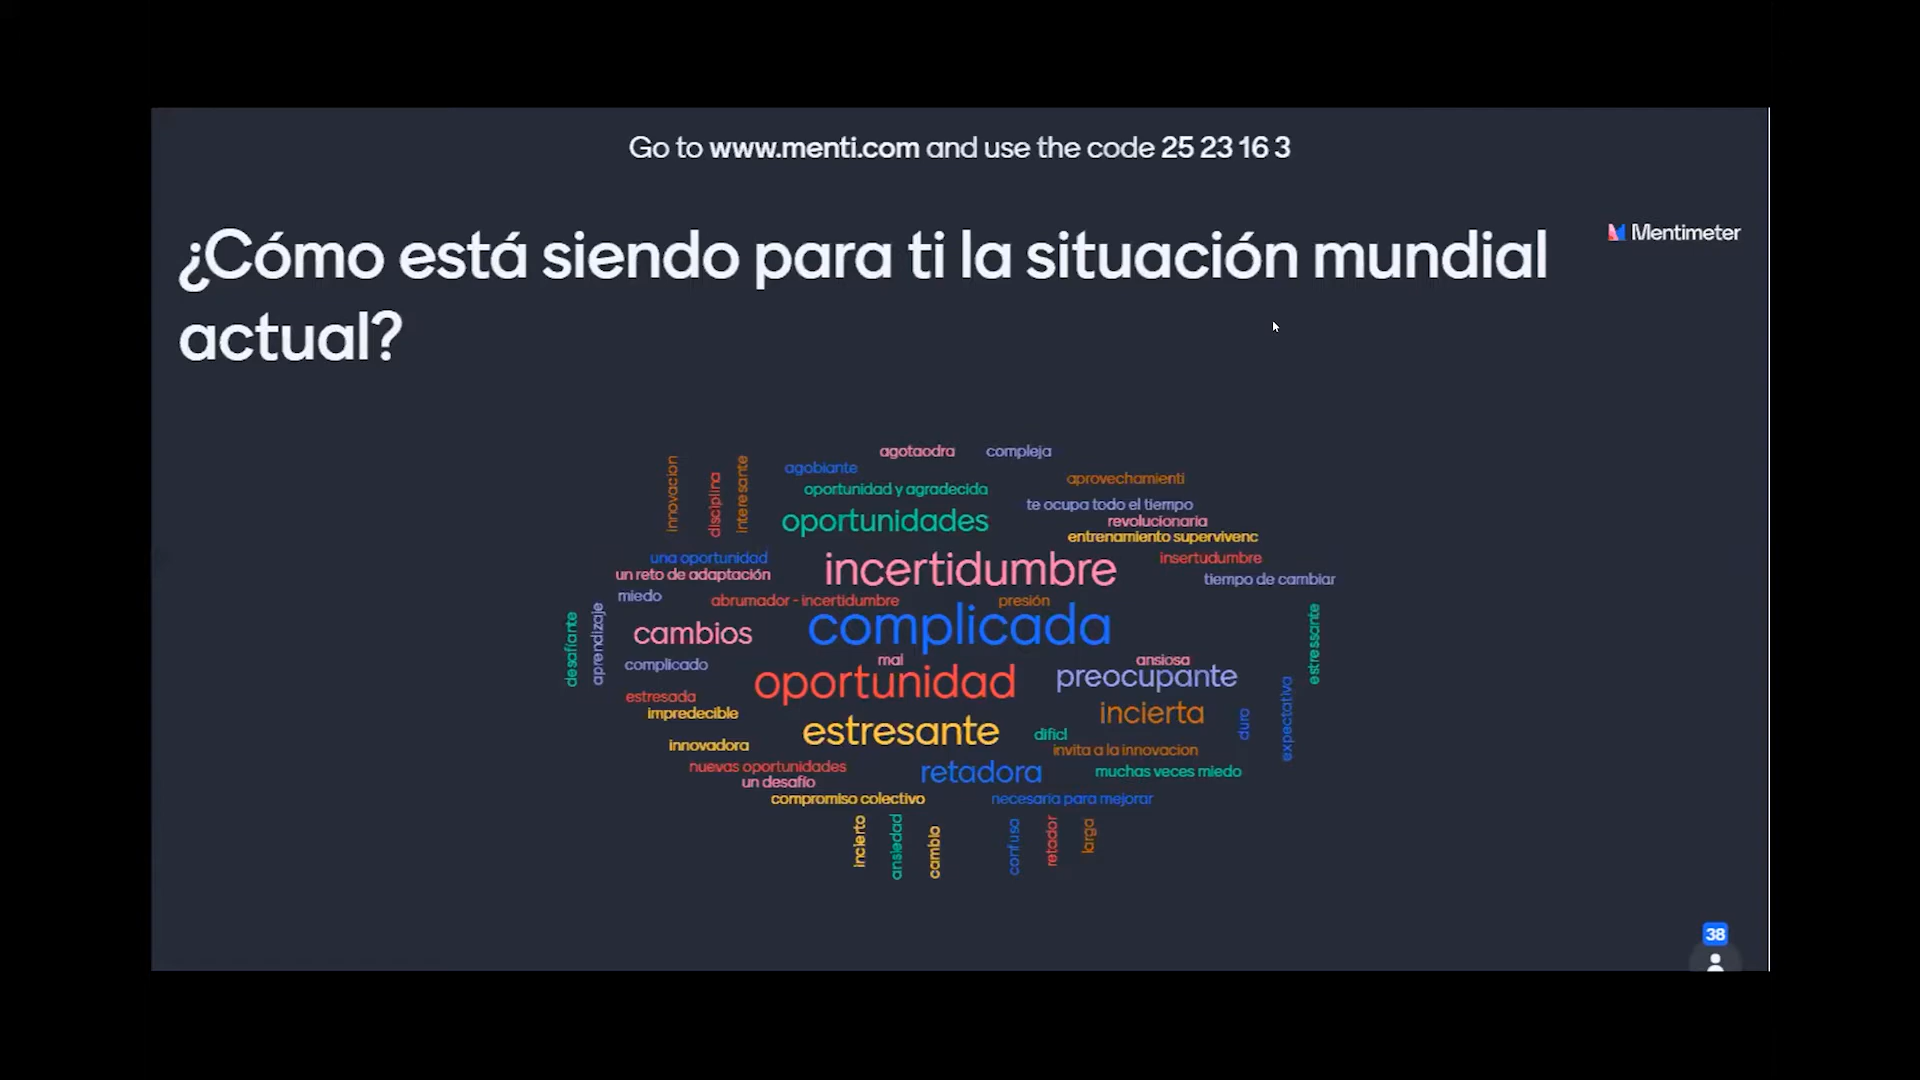 Go to www.menti.com and use the code 25 23 16 3
¿Cómo está siendo para ti la situación mundial
actual?
Mentimeter
agotaodra
compleja
agobiante
aprovechamienti
innovacion
disciplina
interesante
oportunidad y agradecida
te ocupa todo el tiempo
oportunidades
revolucionaria
entrenamiento supervivenc
una oportunidad
incertidumbre
insertudumbre
un reto de adaptación
tiempo de cambiar
miedo
abrumador - incertidumbre
presión
desafiante
aprendizaje
cambios
complicada
estressante
complicado
mal
ansiosa
oportunidad
preocupante
estresada
impredecible
incierta
duro
expectativa
estresante
dificl
innovadora
invita a la innovacion
nuevas oportunidades
retadora
muchas veces miedo
un desafío
compromiso colectivo
necesaria para mejorar
incierto
ansiedad
cambio
confusa
retador
larga
38